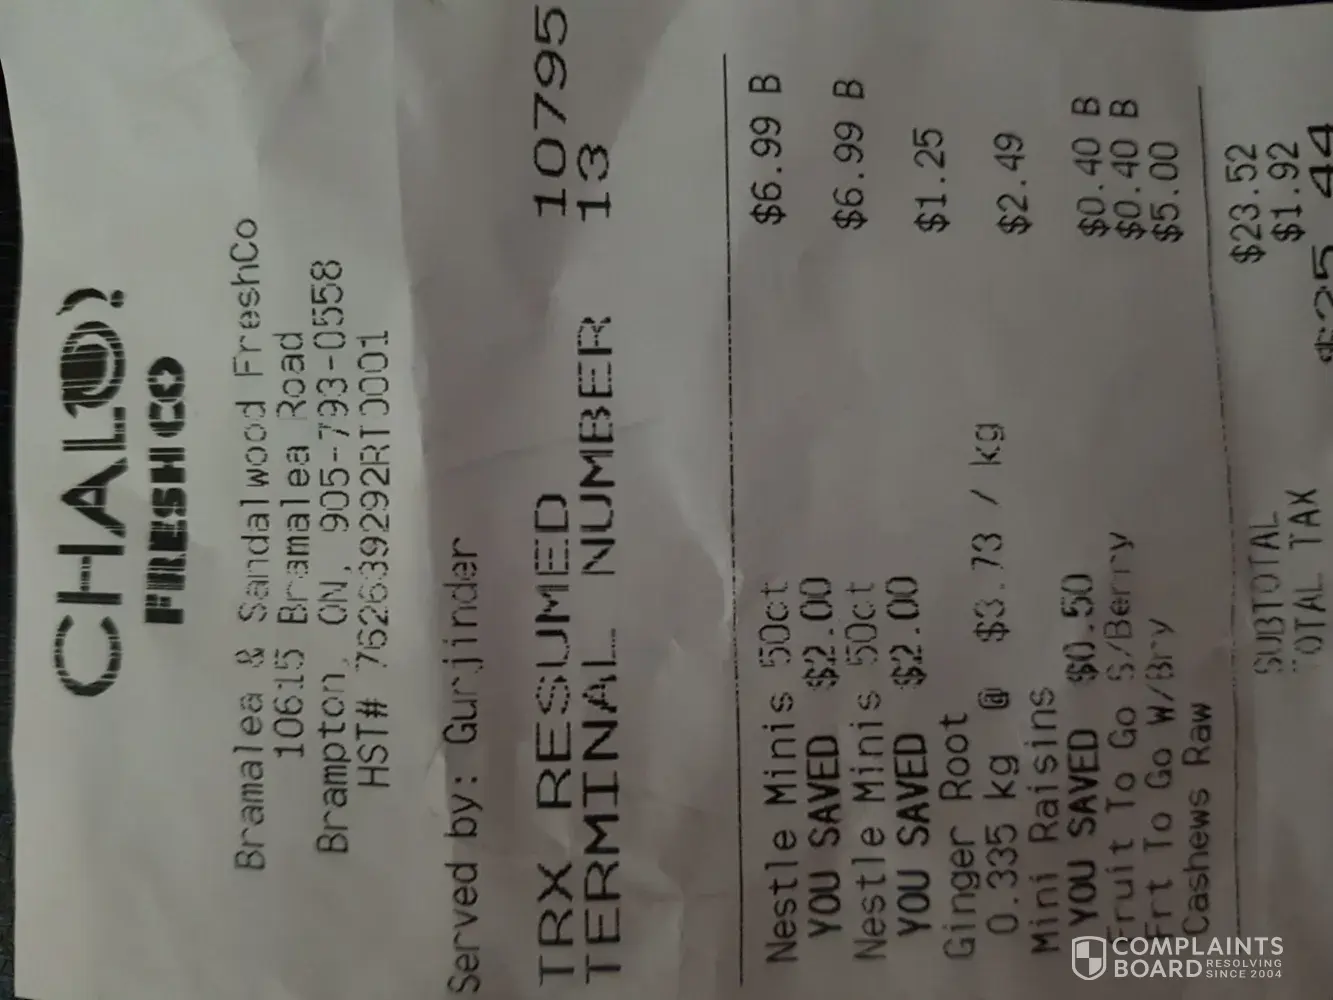 CHALO!
FRESHCO
Bramalea & Sandalwood FreshCo
10615 Bramalea Road
Brampton, ON, 905-793-0558
HST# 752639292RT0001
Served by: Gurjinder
TRX RESUMED 10795
TERMINAL NUMBER 13
Nestle Minis 50ct $6.99 B
YOU SAVED $2.00
Nestle Minis 50ct $6.99 B
YOU SAVED $2.00
Ginger Root $1.25
0.335 kg @ $3.73 / kg
Mini Raisins $2.49
YOU SAVED $0.50
Fruit To Go S/Berry $0.40 B
Frt To Go W/Bry $0.40 B
Cashews Raw $5.00
SUBTOTAL $23.52
TOTAL TAX $1.92
$25.44
COMPLAINTS
BOARD RESOLVING
SINCE 2004